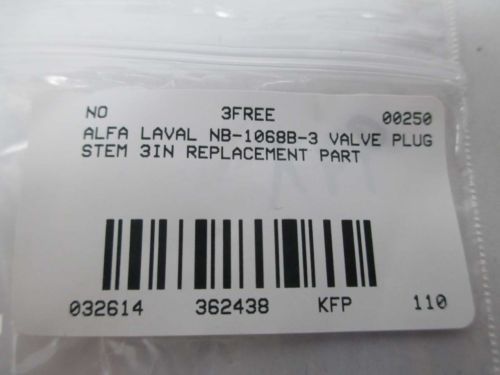 NO 3FREE 00250
ALFA LAVAL NB-1068B-3 VALVE PLUG
STEM 3IN REPLACEMENT PART
032614 362438 KFP 110